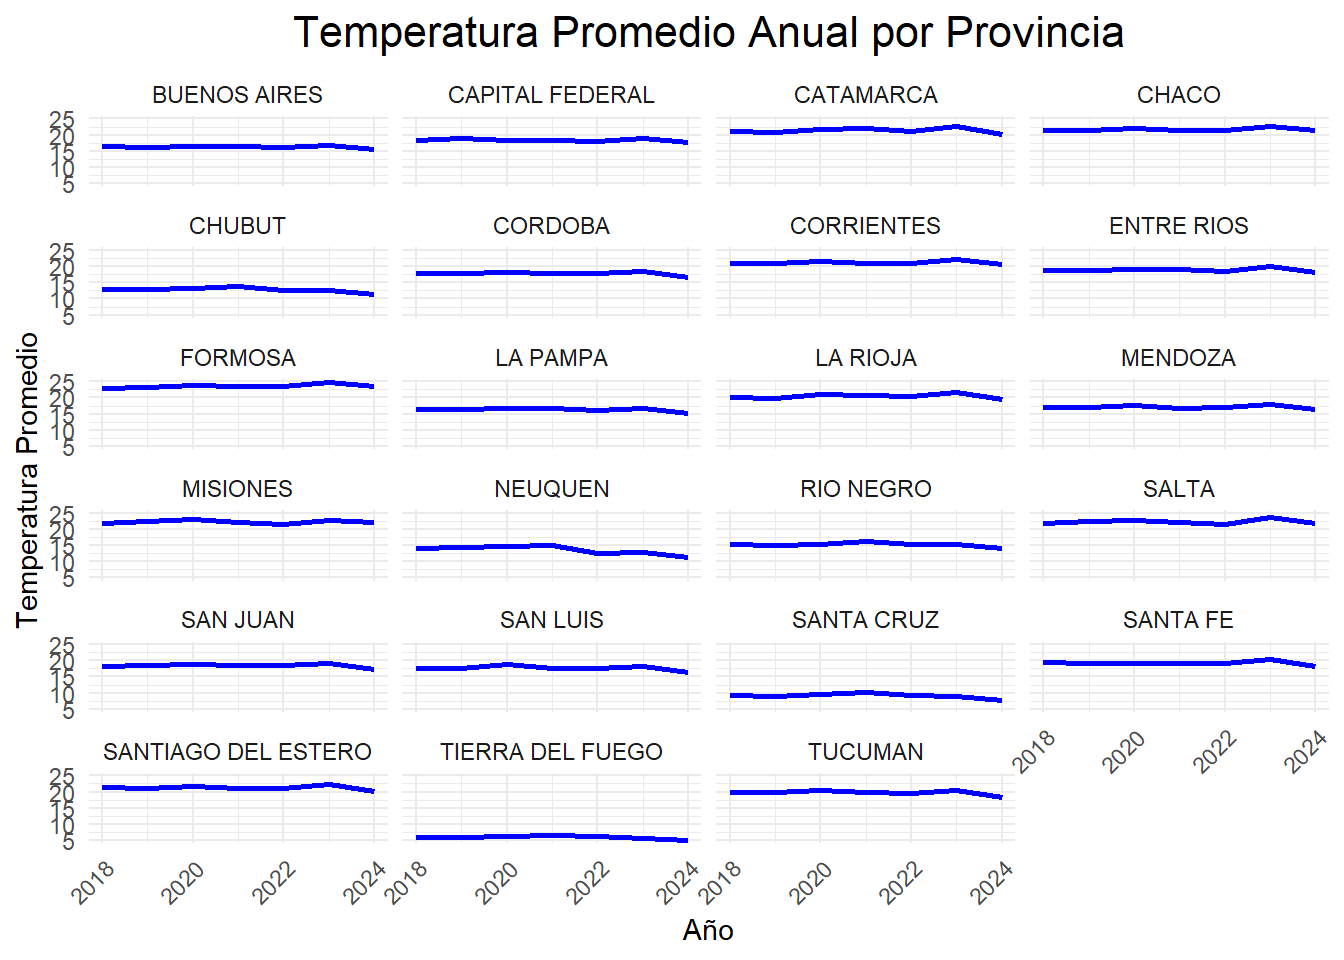 Temperatura Promedio Anual por Provincia
BUENOS AIRES CAPITAL FEDERAL CATAMARCA CHACO
25
20
15
10
5
CHUBUT CORDOBA CORRIENTES ENTRE RIOS
25
20
15
10
5
Temperatura Promedio
FORMOSA LA PAMPA LA RIOJA MENDOZA
25
20
15
10
5
MISIONES NEUQUEN RIO NEGRO SALTA
25
20
15
10
5
SAN JUAN SAN LUIS SANTA CRUZ SANTA FE
25
20
15
10
5
2018 2020 2022 2024
SANTIAGO DEL ESTERO TIERRA DEL FUEGO TUCUMAN
25
20
15
10
5
2018 2020 2022 2024 2018 2020 2022 2024 2018 2020 2022 2024
Año